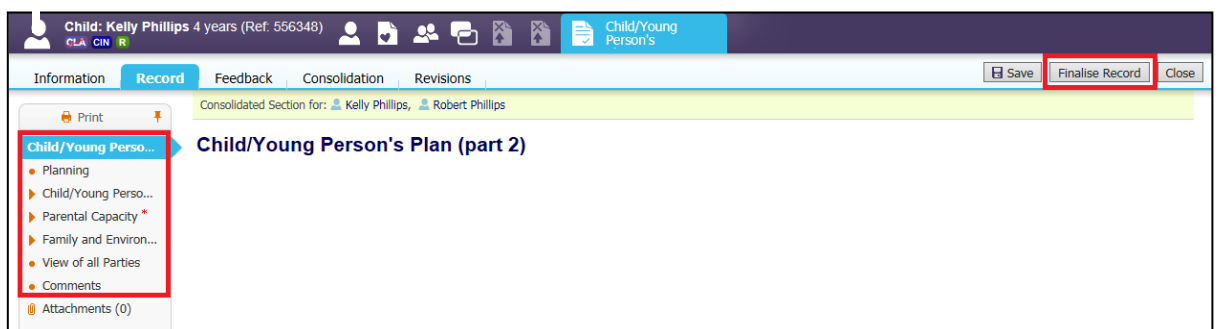 Child: Kelly Phillips 4 years (Ref: 556348)
CLA CIN R
Child/Young
Person's
Information Record Feedback Consolidation Revisions
Save Finalise Record Close
Print
Consolidated Section for: Kelly Phillips, Robert Phillips
Child/Young Perso...
Child/Young Person's Plan (part 2)
Planning
Child/Young Perso...
Parental Capacity *
Family and Environ...
View of all Parties
Comments
Attachments (0)